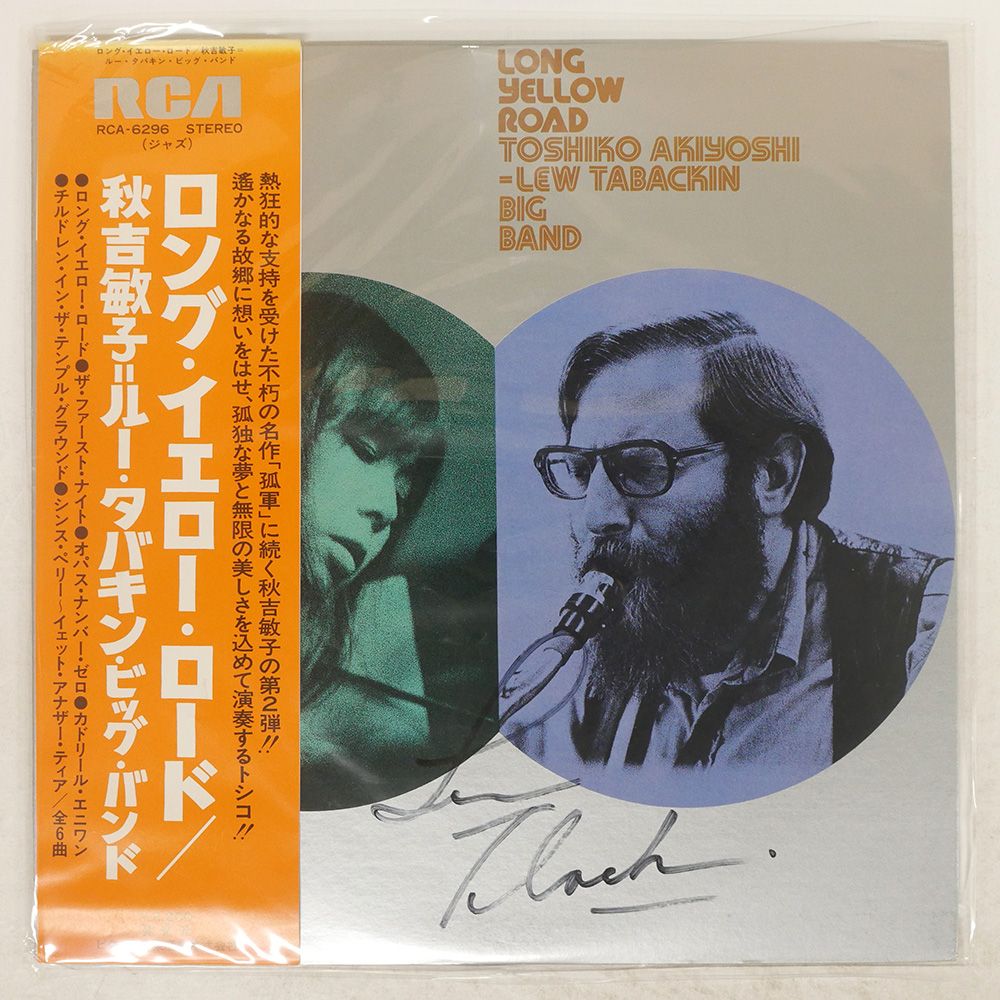 ロング・イエロー・ロード/秋吉敏子=
ルー・タバキン・ビッグ・バンド
RCA
RCA-6296 STEREO
(ジャズ)
熱狂的な支持を受けた不朽の名作「孤軍」に続く秋吉敏子の第2弾!!
遙かなる故郷に想いをはせ、孤独な夢と無限の美しさを込めて演奏するトシコ!!
ロング・イエロー・ロード/
秋吉敏子=ルー・タバキン・ビッグ・バンド
●ロング・イエロー・ロード●ザ・ファースト・ナイト●オパス・ナンバー・ゼロ●カドリール・エニワン
●チルドレン・イン・ザ・テンプル・グラウンド●シンス・ペリー〜イェット・アナザー・ティア/全6曲
LONG
YELLOW
ROAD
TOSHIKO AKIYOSHI
-LEW TABACKIN
BIG
BAND
Lew